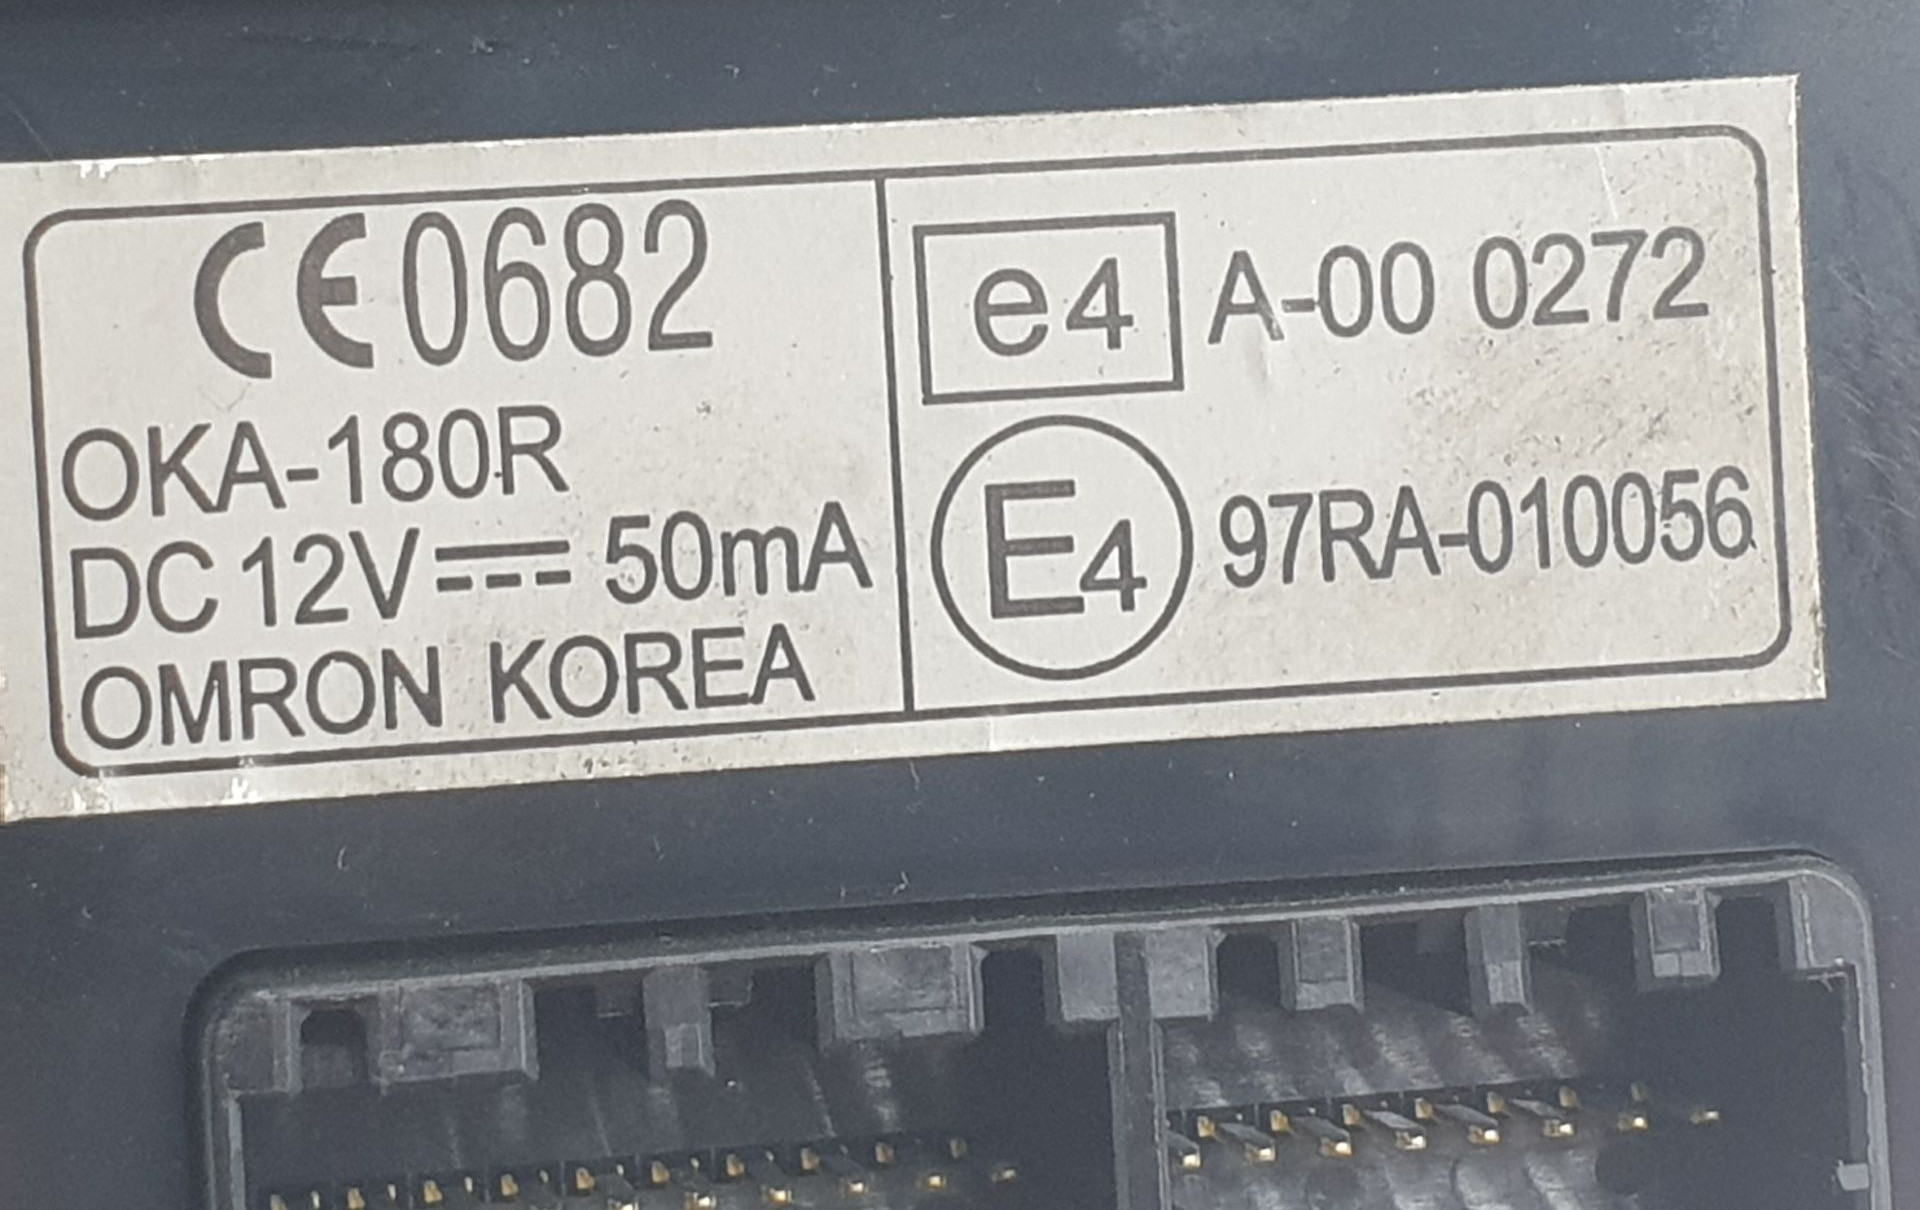 CE0682
OKA-180R
DC 12V ⎓ 50mA
OMRON KOREA
e4 A-00 0272
E4 97RA-010056